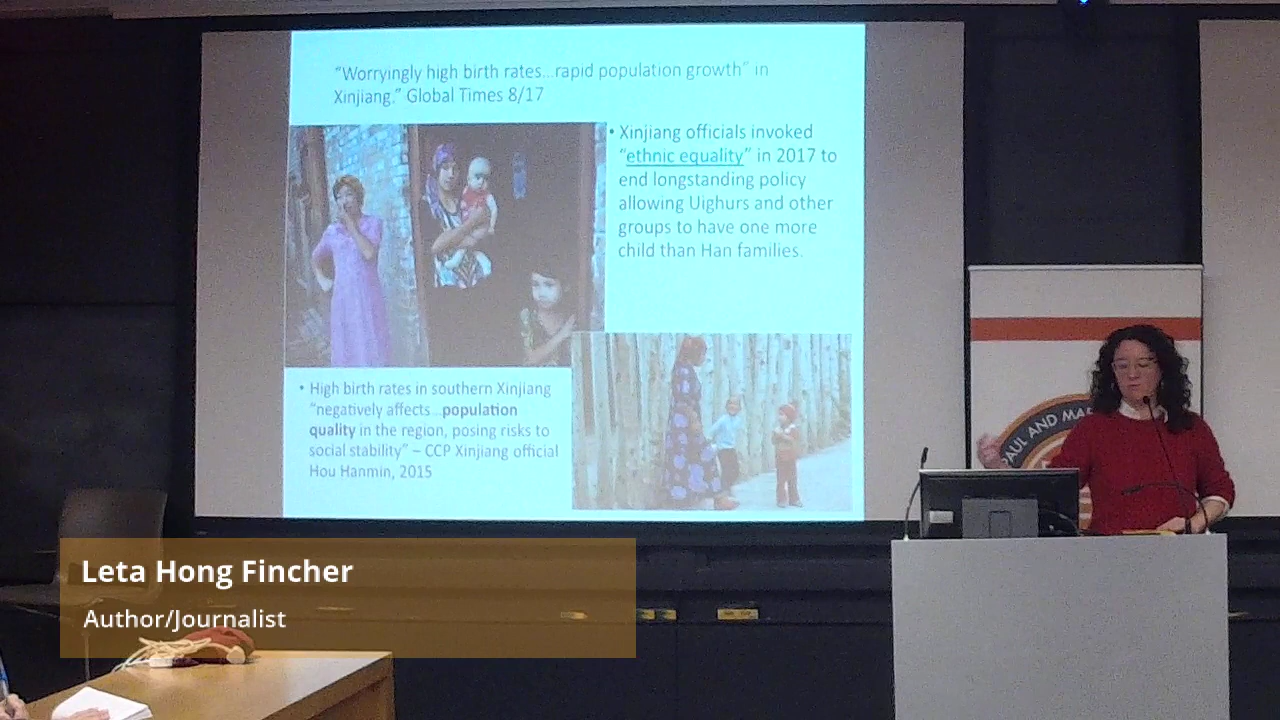 "Worryingly high birth rates...rapid population growth" in
Xinjiang." Global Times 8/17
• Xinjiang officials invoked
"ethnic equality" in 2017 to
end longstanding policy
allowing Uighurs and other
groups to have one more
child than Han families.
• High birth rates in southern Xinjiang
"negatively affects...population
quality in the region, posing risks to
social stability" – CCP Xinjiang official
Hou Hanmin, 2015
PAUL AND MA
Leta Hong Fincher
Author/Journalist